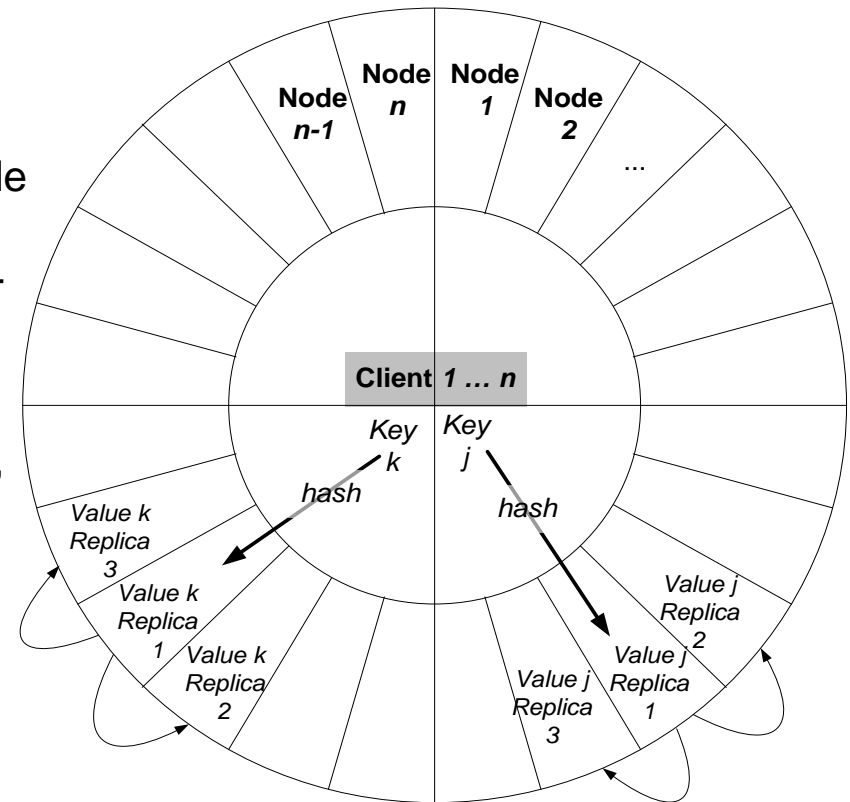 Node
n-1
Node
n
Node
1
Node
2
...
Client 1 ... n
Key
k
Key
j
hash
hash
Value k
Replica
3
Value k
Replica
1
Value k
Replica
2
Value j
Replica
3
Value j
Replica
1
Value j
Replica
2